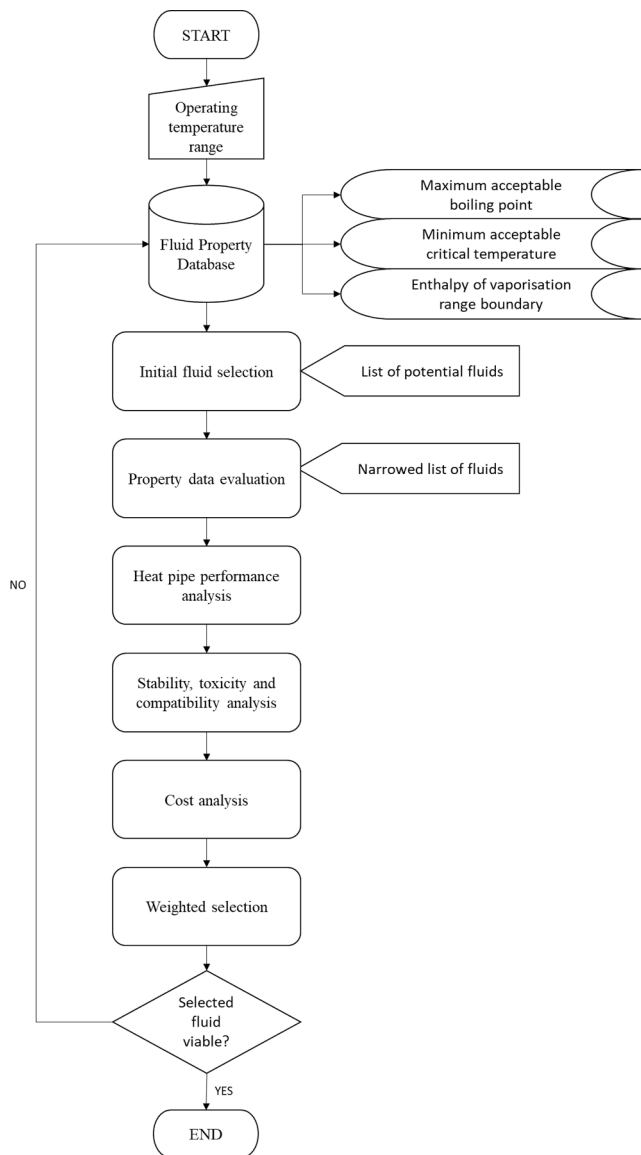 START
Operating
temperature
range
Fluid Property
Database
Maximum acceptable
boiling point
Minimum acceptable
critical temperature
Enthalpy of vaporisation
range boundary
Initial fluid selection
List of potential fluids
Property data evaluation
Narrowed list of fluids
Heat pipe performance
analysis
NO
Stability, toxicity and
compatibility analysis
Cost analysis
Weighted selection
Selected
fluid
viable?
YES
END